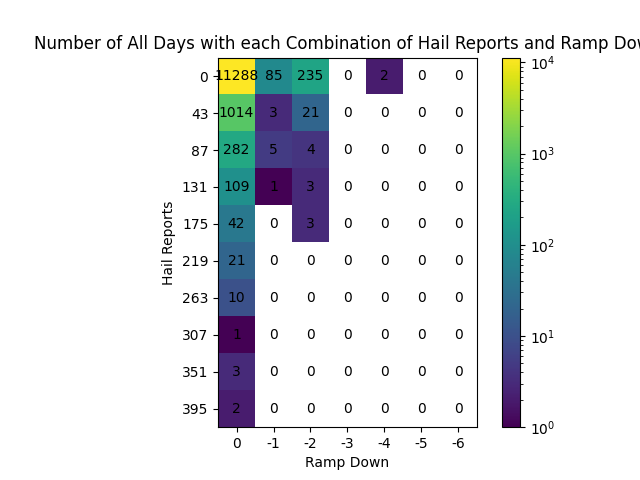 Number of All Days with each Combination of Hail Reports and Ramp Dow
0 11288 85 235 0 2 0 0
43 1014 3 21 0 0 0 0
87 282 5 4 0 0 0 0
131 109 1 3 0 0 0 0
175 42 0 3 0 0 0 0
219 21 0 0 0 0 0 0
263 10 0 0 0 0 0 0
307 1 0 0 0 0 0 0
351 3 0 0 0 0 0 0
395 2 0 0 0 0 0 0
0 -1 -2 -3 -4 -5 -6
Ramp Down
Hail Reports
10⁴
10³
10²
10¹
10⁰